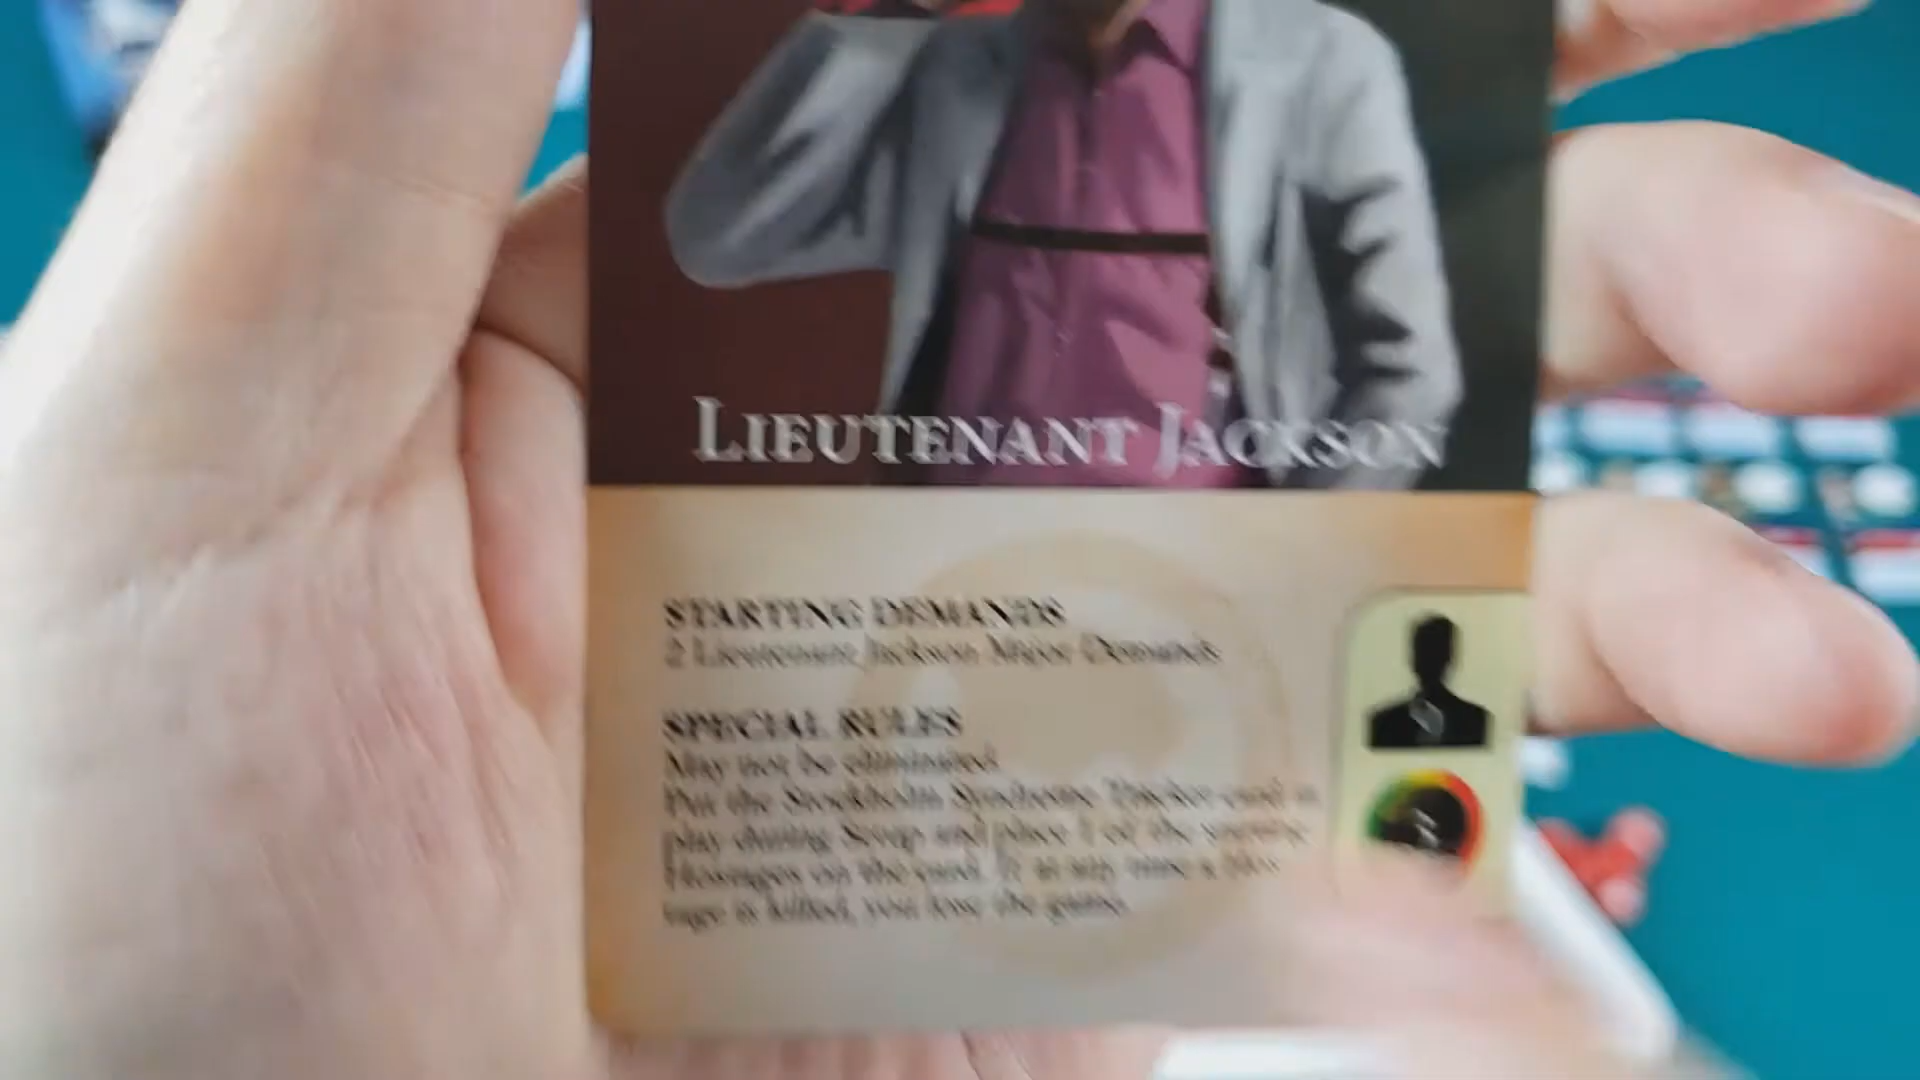 LIEUTENANT JACKSON
STARTING DEMANDS
2 Lieutenant Jackson Major Demands
SPECIAL RULES
May not be eliminated.
Put the Stockholm Syndrome card in
play during Setup and place 1 of the starting
Hostages on the card. If at any time a Hos-
tage is killed, you lose the game.